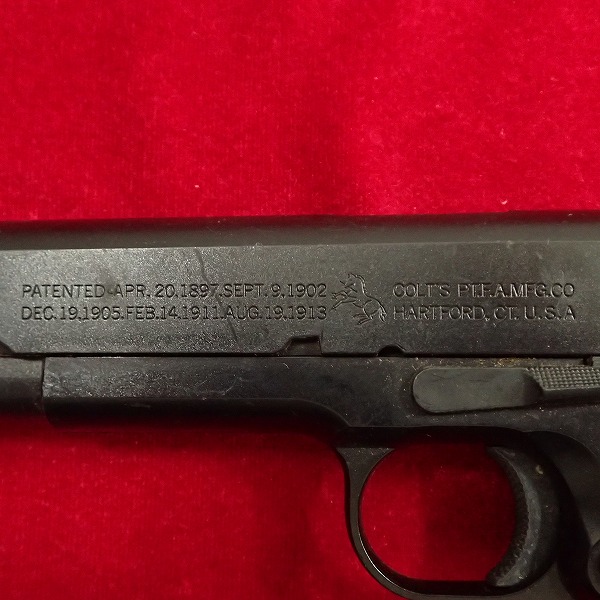 PATENTED APR. 20.1897.SEPT. 9.1902
DEC. 19.1905.FEB. 14.1911.AUG. 19.1913
COLT'S PT.F.A.MFG.CO
HARTFORD, CT. U.S.A